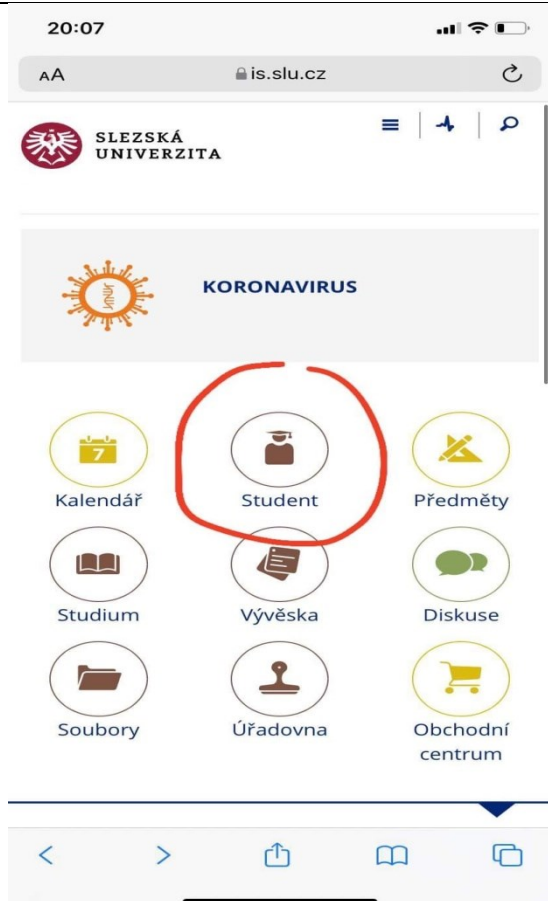 20:07
AA is.slu.cz
SLEZSKÁ
UNIVERZITA
KORONAVIRUS
7
Kalendář Student Předměty
Studium Vývěska Diskuse
Soubory Úřadovna Obchodní
centrum